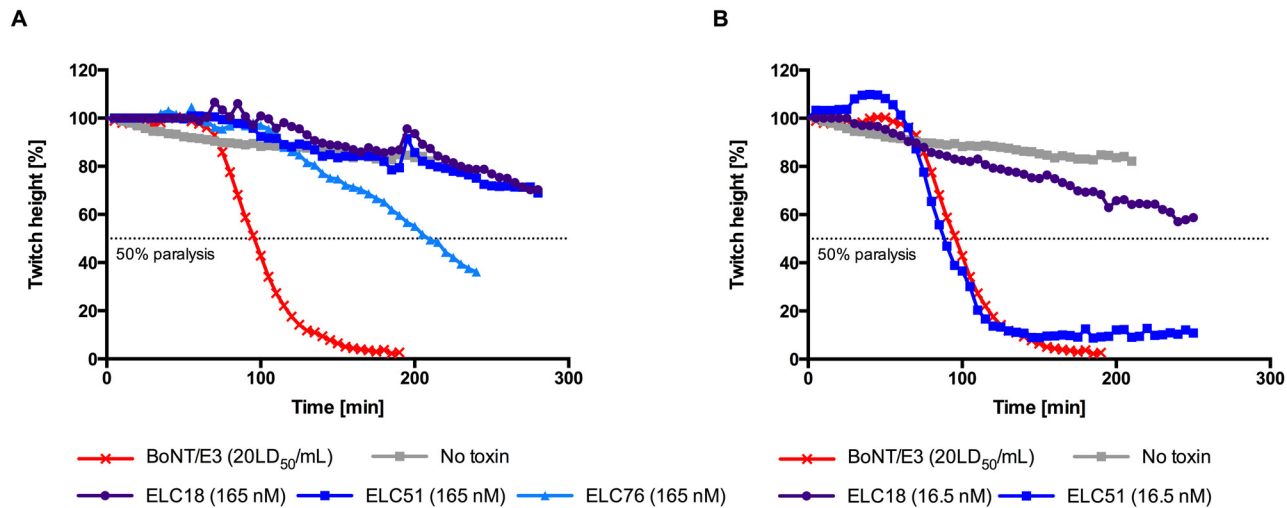 A
120
100
80
60
40
20
0
Twitch height [%]
50% paralysis
0 100 200 300
Time [min]
BoNT/E3 (20LD50/mL) No toxin
ELC18 (165 nM) ELC51 (165 nM) ELC76 (165 nM)
B
120
100
80
60
40
20
0
Twitch height [%]
50% paralysis
0 100 200 300
Time [min]
BoNT/E3 (20LD50/mL) No toxin
ELC18 (16.5 nM) ELC51 (16.5 nM)